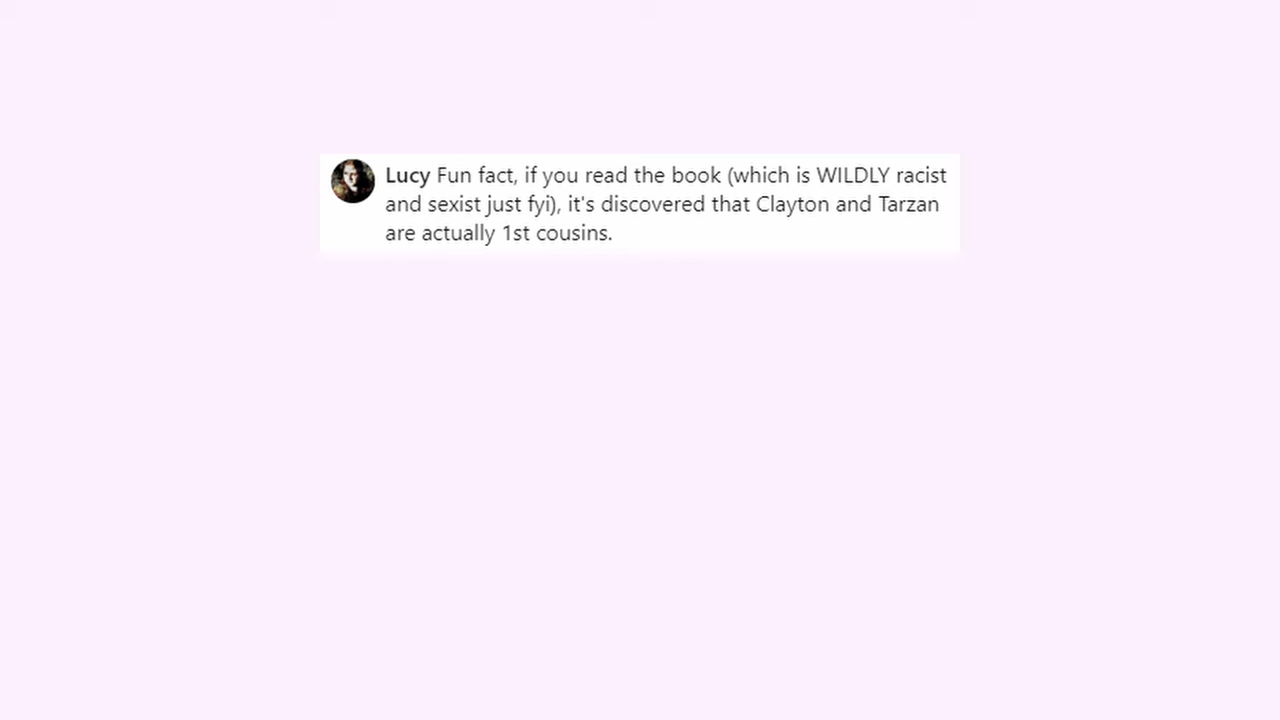 Lucy Fun fact, if you read the book (which is WILDLY racist
and sexist just fyi), it's discovered that Clayton and Tarzan
are actually 1st cousins.